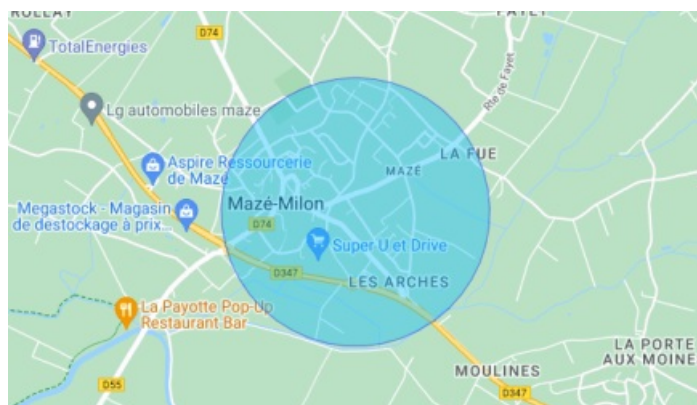 ROLLAY
FAYET
D74
TotalEnergies
Rte de Fayet
Lg automobiles maze
LA FUE
Aspire Ressourcerie
de Mazé
MAZÉ
Megastock - Magasin
de destockage à prix...
Mazé-Milon
D74
Super U et Drive
D347
LES ARCHES
La Payotte Pop-Up
Restaurant Bar
LA PORTE
AUX MOINE
MOULINES
D55
D347